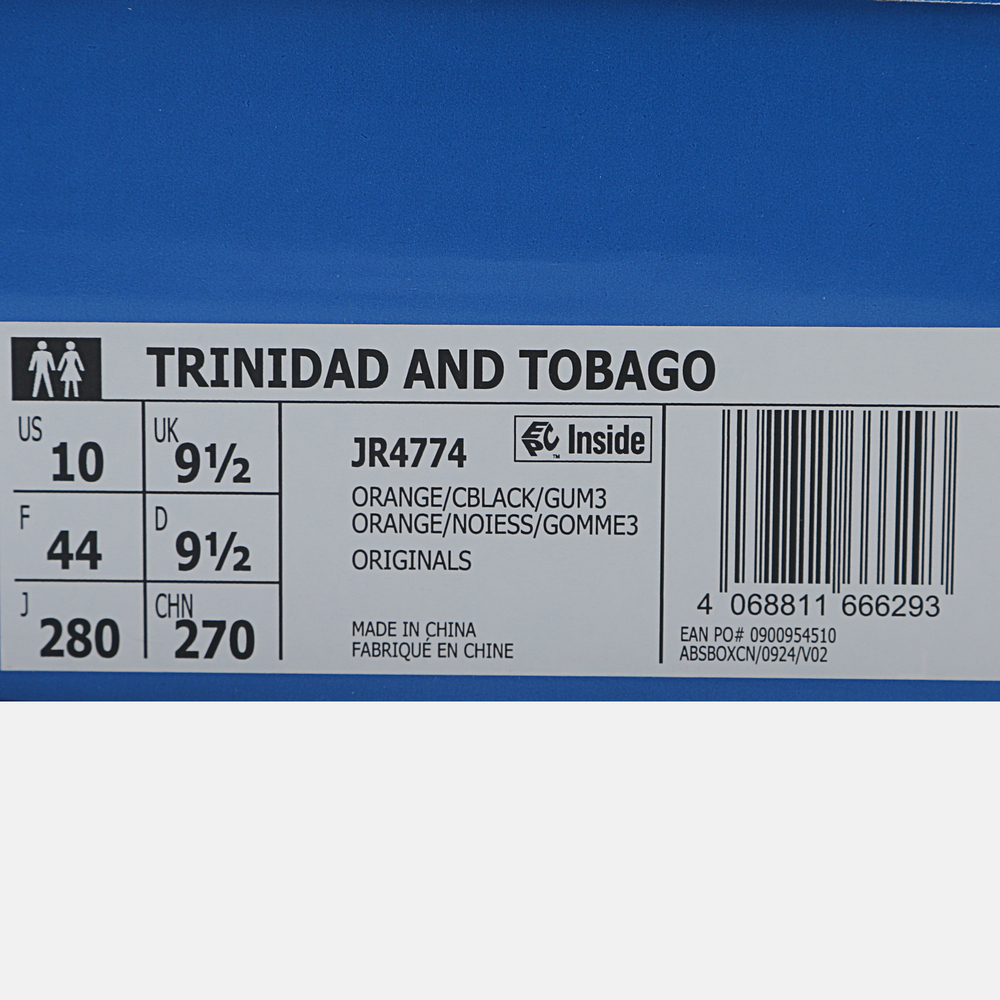 TRINIDAD AND TOBAGO
US 10
UK 9½
F 44
D 9½
J 280
CHN 270
JR4774
EPC Inside
™
ORANGE/CBLACK/GUM3
ORANGE/NOIESS/GOMME3
ORIGINALS
MADE IN CHINA
FABRIQUÉ EN CHINE
4 068811 666293
EAN PO# 0900954510
ABSBOXCN/0924/V02